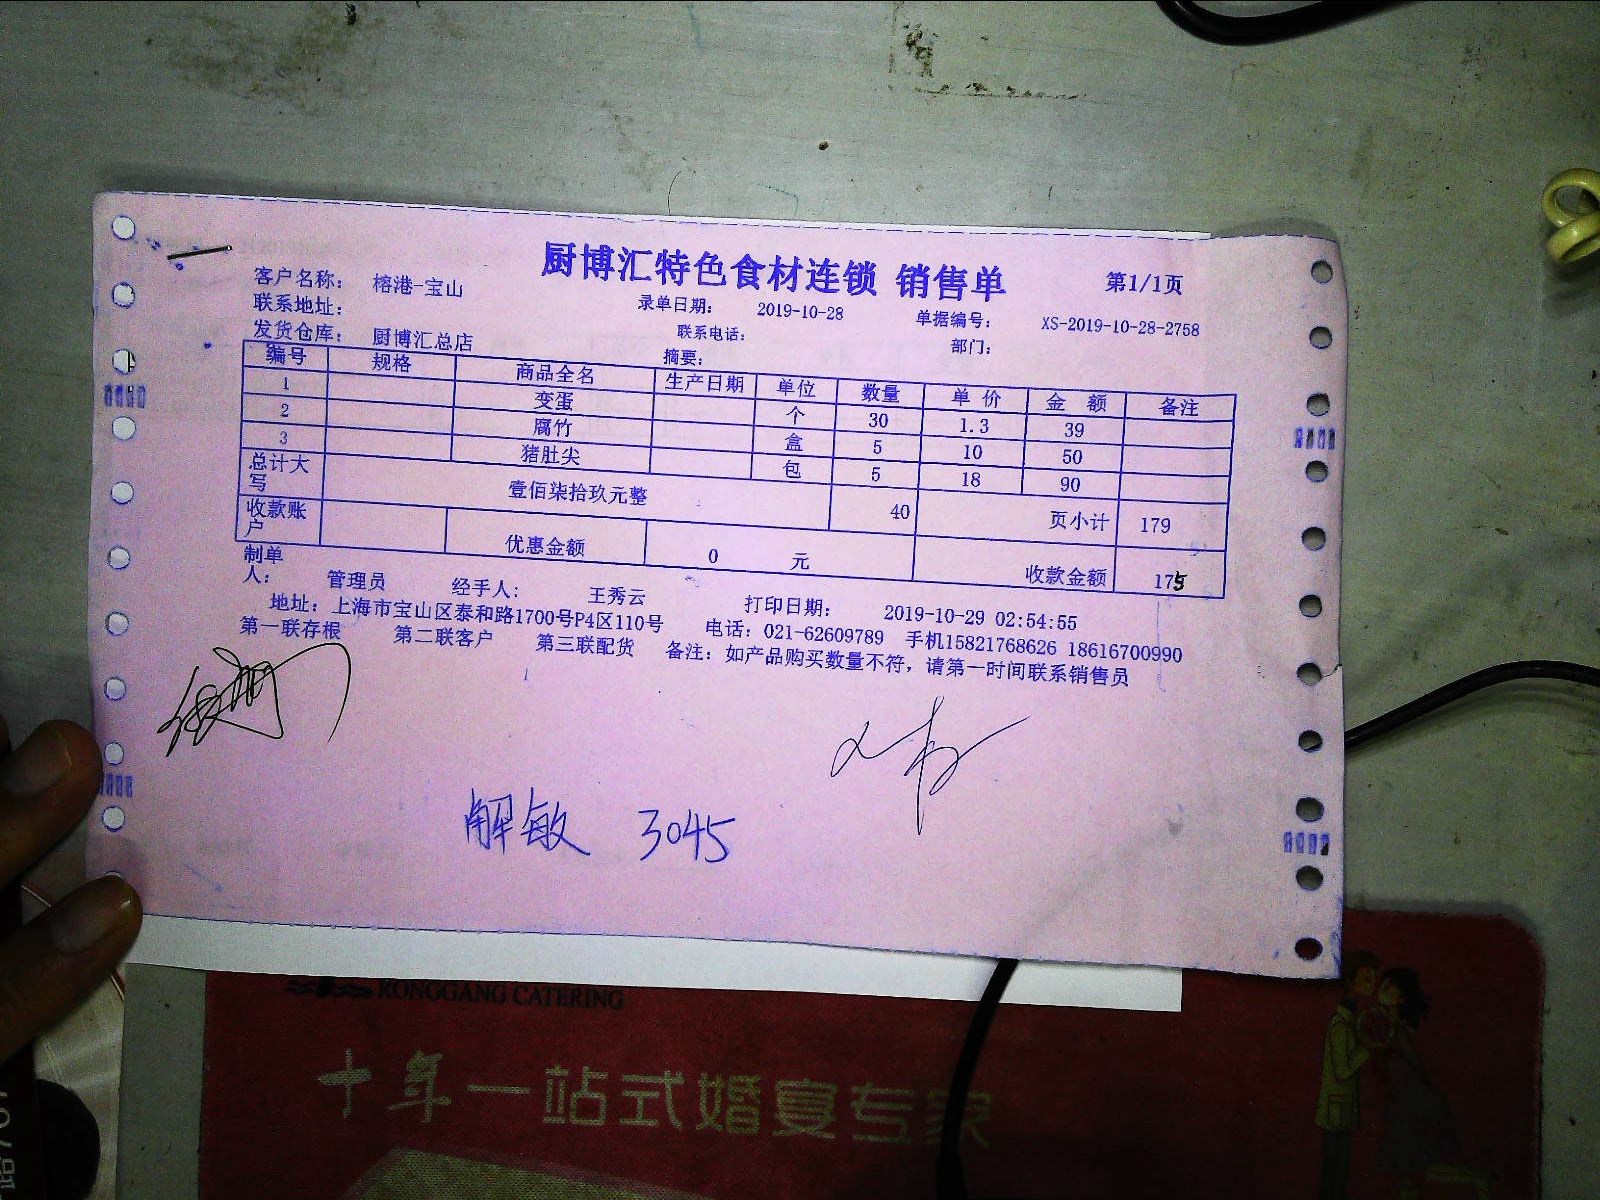 厨博汇特色食材连锁 销售单
第1/1页
客户名称： 榕港-宝山
录单日期： 2019-10-28
单据编号： XS-2019-10-28-2758
联系地址：
联系电话：
部门：
发货仓库： 厨博汇总店
摘要：
编号 规格 商品全名 生产日期 单位 数量 单 价 金 额 备注
1 变蛋 个 30 1.3 39
2 腐竹 盒 5 10 50
3 猪肚尖 包 5 18 90
总计大写 壹佰柒拾玖元整 40 页小计 179
收款账户 优惠金额 0 元 收款金额 175
制单人： 管理员 经手人： 王秀云 打印日期： 2019-10-29 02:54:55
地址：上海市宝山区泰和路1700号P4区110号 电话：021-62609789 手机15821768626 18616700990
第一联存根 第二联客户 第三联配货 备注：如产品购买数量不符，请第一时间联系销售员
解敏 3045
RONGGANG CATERING
十年一站式婚宴专家